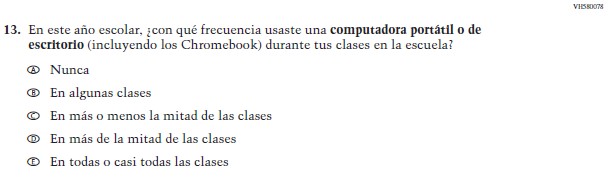 VH580078
13. En este año escolar, ¿con qué frecuencia usaste una computadora portátil o de
escritorio (incluyendo los Chromebook) durante tus clases en la escuela?
A Nunca
B En algunas clases
C En más o menos la mitad de las clases
D En más de la mitad de las clases
E En todas o casi todas las clases